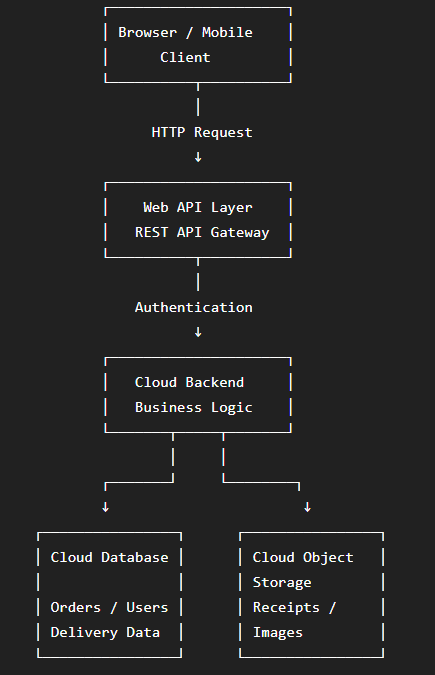 Browser / Mobile
Client
HTTP Request
Web API Layer
REST API Gateway
Authentication
Cloud Backend
Business Logic
Cloud Database
Orders / Users
Delivery Data
Cloud Object
Storage
Receipts /
Images